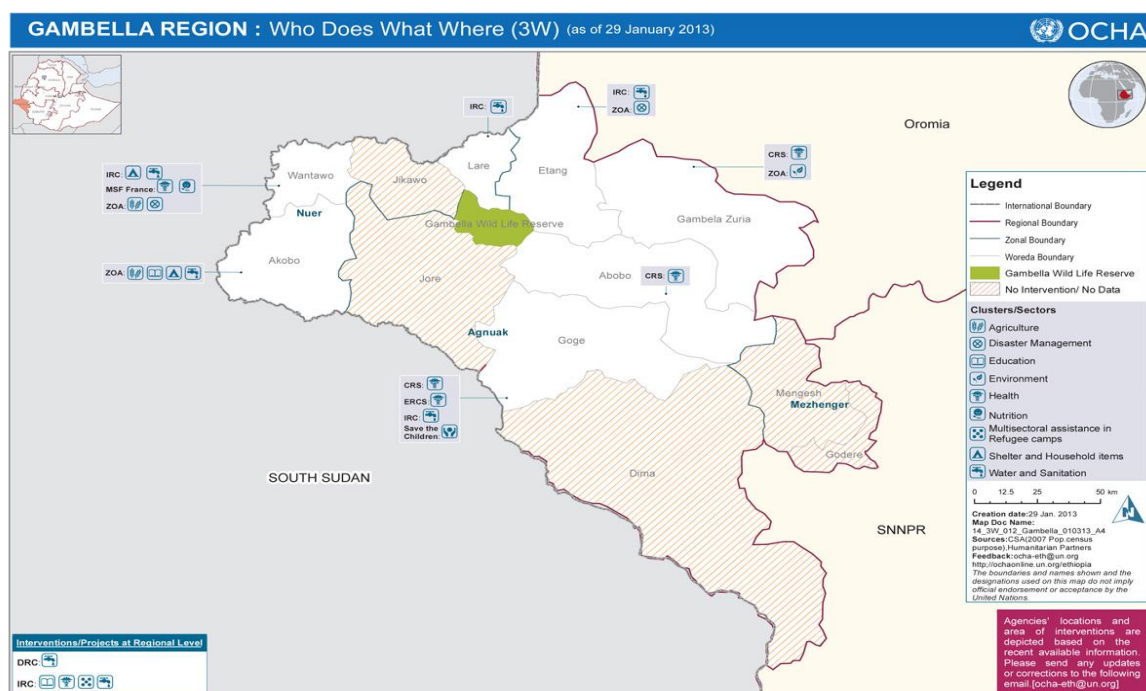 GAMBELLA REGION : Who Does What Where (3W) (as of 29 January 2013)
OCHA
IRC:
IRC:
ZOA:
Oromia
CRS:
ZOA:
IRC:
MSF France:
ZOA:
Wantawo
Jikawo
Lare
Etang
Nuer
Gambella Wild Life Reserve
Gambela Zuria
ZOA:
Akobo
Jore
Abobo
CRS:
Agnuak
Goge
CRS:
ERCS:
IRC:
Save the
Children:
Mengesh
Mezhenger
Godere
Dima
SOUTH SUDAN
SNNPR
Legend
International Boundary
Regional Boundary
Zonal Boundary
Woreda Boundary
Gambella Wild Life Reserve
No Intervention/ No Data
Clusters/Sectors
Agriculture
Disaster Management
Education
Environment
Health
Nutrition
Multisectoral assistance in
Refugee camps
Shelter and Household items
Water and Sanitation
0 12.5 25 50 km
N
Creation date:29 Jan. 2013
Map Doc Name:
14_3W_012_Gambella_010313_A4
Sources:CSA(2007 Pop.census
purpose),Humanitarian Partners
Feedback:ocha-eth@un.org
http://ochaonline.un.org/ethiopia
The boundaries and names shown and the
designations used on this map do not imply
official endorsement or acceptance by the
United Nations.
Agencies' locations and
area of interventions are
depicted based on the
recent available information.
Please send any updates
or corrections to the following
email.[ocha-eth@un.org]
Interventions/Projects at Regional Level
DRC:
IRC: